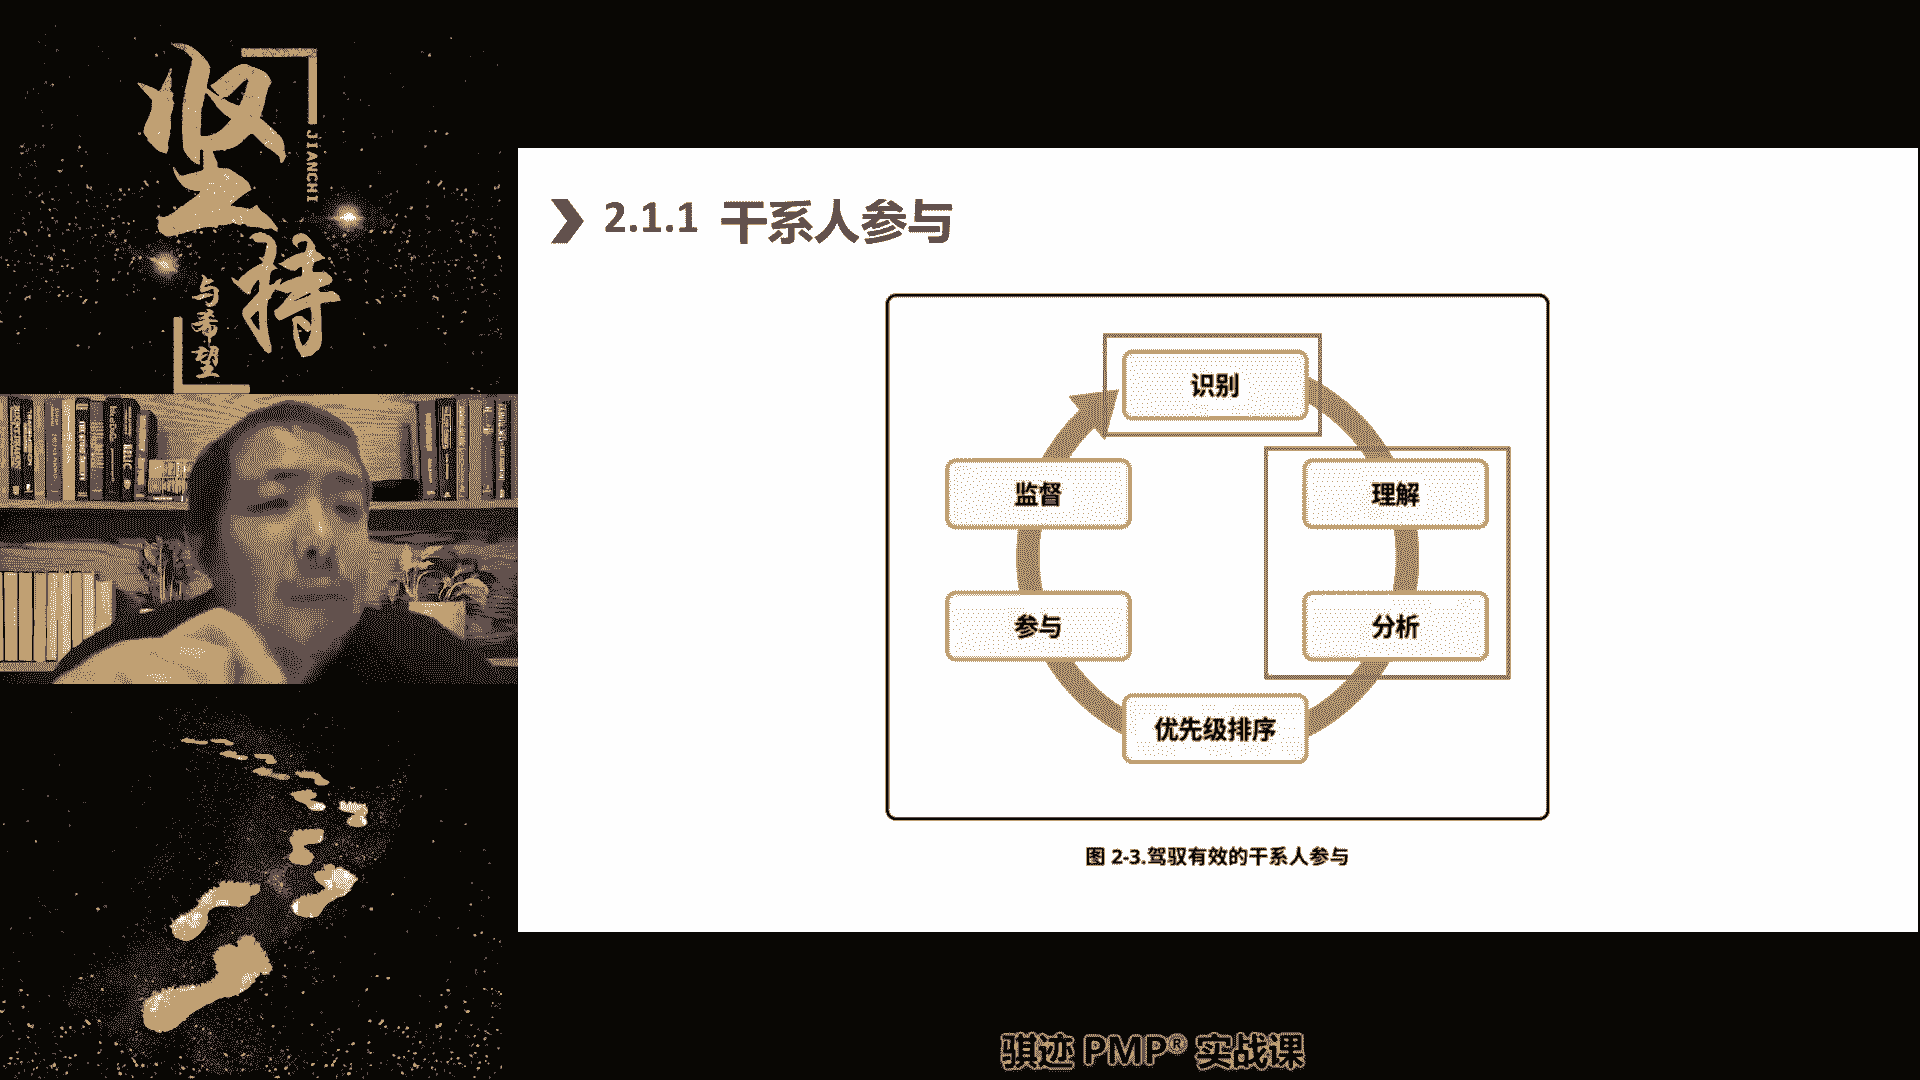 坚持
JIANCHI
与希望
2.1.1 干系人参与
识别
监督
理解
参与
分析
优先级排序
图 2-3.驾驭有效的干系人参与
骐迹 PMP® 实战课